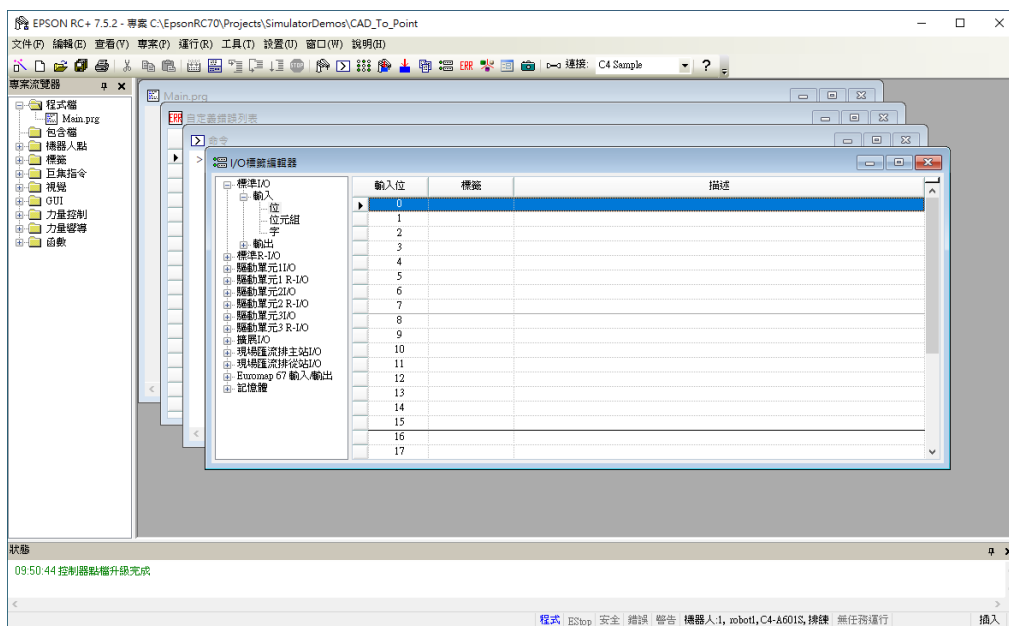 EPSON RC+ 7.5.2 - 專案 C:\EpsonRC70\Projects\SimulatorDemos\CAD_To_Point
文件(F) 編輯(E) 查看(V) 專案(P) 運行(R) 工具(T) 設置(U) 窗口(W) 說明(H)
ERR 連接: C4 Sample ?
專案流覽器
程式檔
Main.prg
包含檔
機器人點
標籤
巨集指令
視覺
GUI
力量控制
力量嚮導
函數
Main.prg
ERR 自定義錯誤列表
命令
>
I/O標籤編輯器
標準I/O
輸入
位
位元組
字
輸出
標準R-I/O
驅動單元1I/O
驅動單元1 R-I/O
驅動單元2I/O
驅動單元2 R-I/O
驅動單元3I/O
驅動單元3 R-I/O
擴展I/O
現場匯流排主站I/O
現場匯流排從站I/O
Euromap 67 輸入/輸出
記憶體
輸入位 標籤 描述
0
1
2
3
4
5
6
7
8
9
10
11
12
13
14
15
16
17
狀態
09:50:44 控制器點檔升級完成
程式 EStop 安全 錯誤 警告 機器人:1, robot1, C4-A601S, 排練 無任務運行 插入